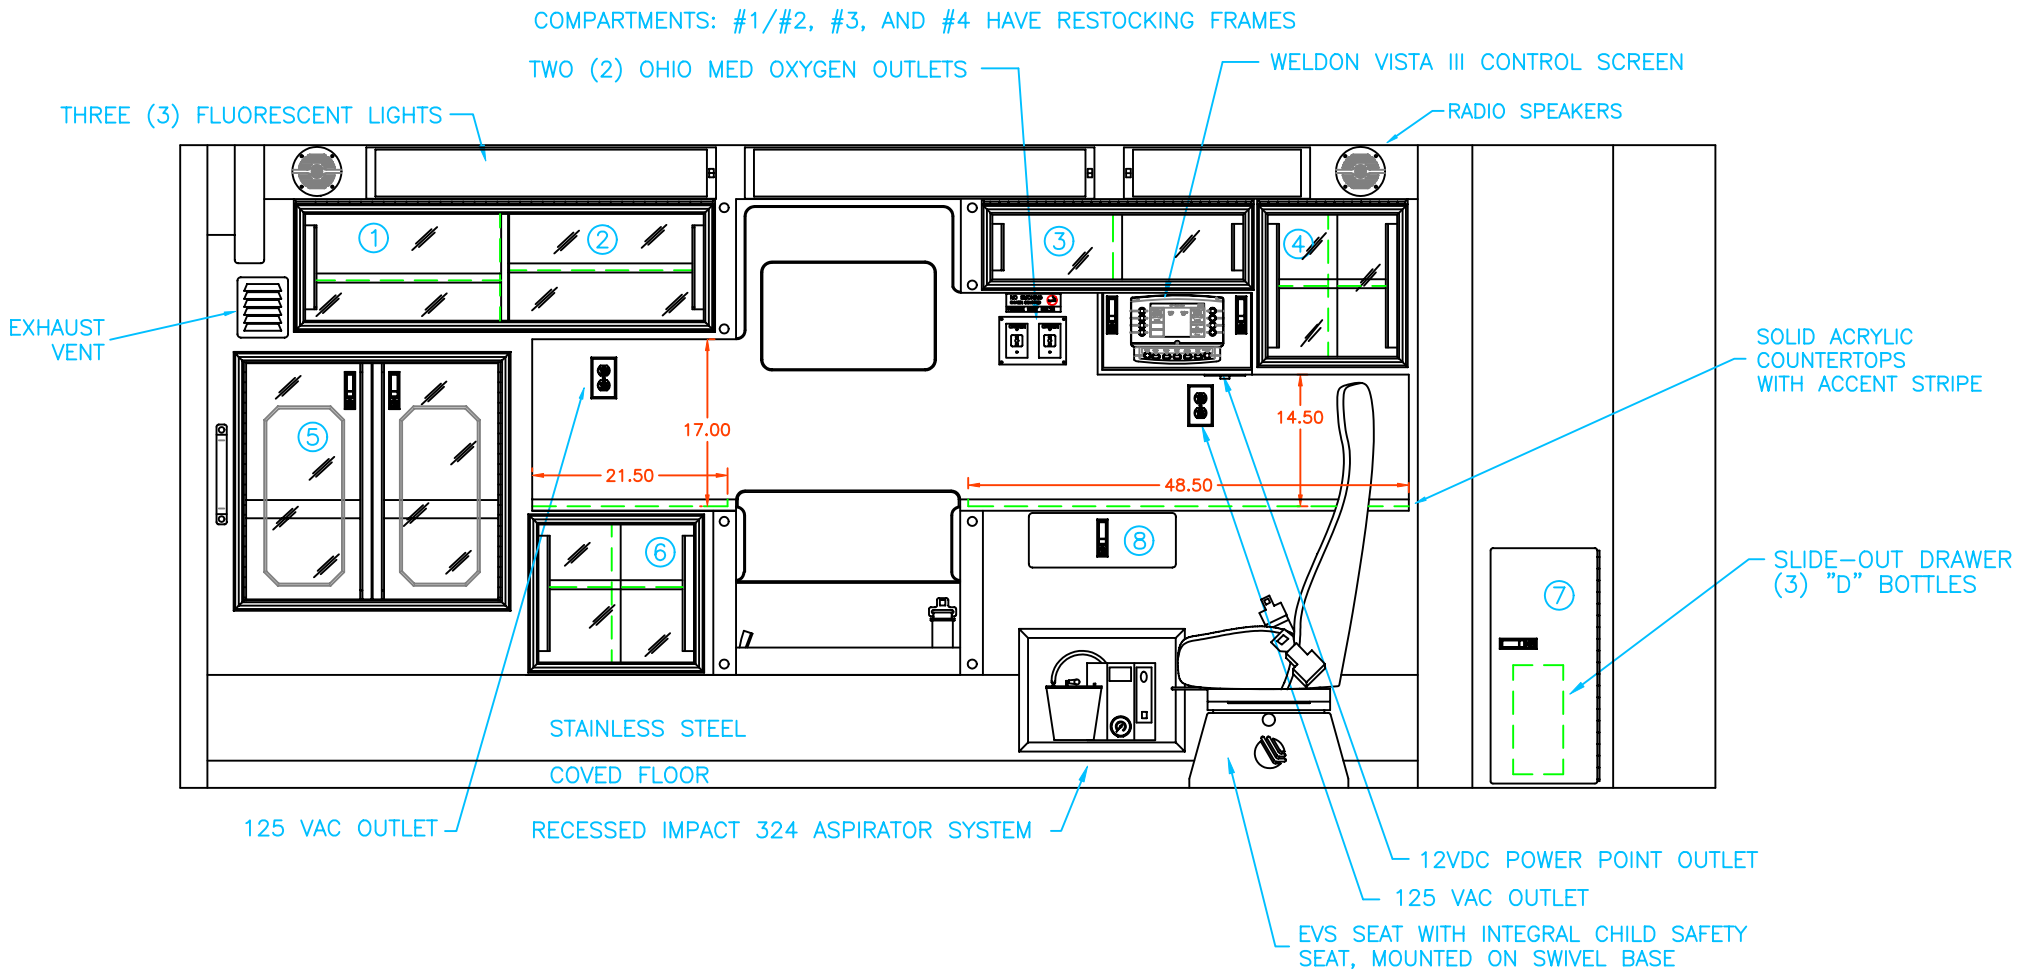 COMPARTMENTS: #1/#2, #3, AND #4 HAVE RESTOCKING FRAMES
TWO (2) OHIO MED OXYGEN OUTLETS
WELDON VISTA III CONTROL SCREEN
THREE (3) FLUORESCENT LIGHTS
RADIO SPEAKERS
1
2
3
4
EXHAUST
VENT
SOLID ACRYLIC
COUNTERTOPS
WITH ACCENT STRIPE
5
17.00
14.50
21.50
48.50
6
8
7
SLIDE-OUT DRAWER
(3) "D" BOTTLES
STAINLESS STEEL
COVED FLOOR
125 VAC OUTLET
RECESSED IMPACT 324 ASPIRATOR SYSTEM
12VDC POWER POINT OUTLET
125 VAC OUTLET
EVS SEAT WITH INTEGRAL CHILD SAFETY
SEAT, MOUNTED ON SWIVEL BASE